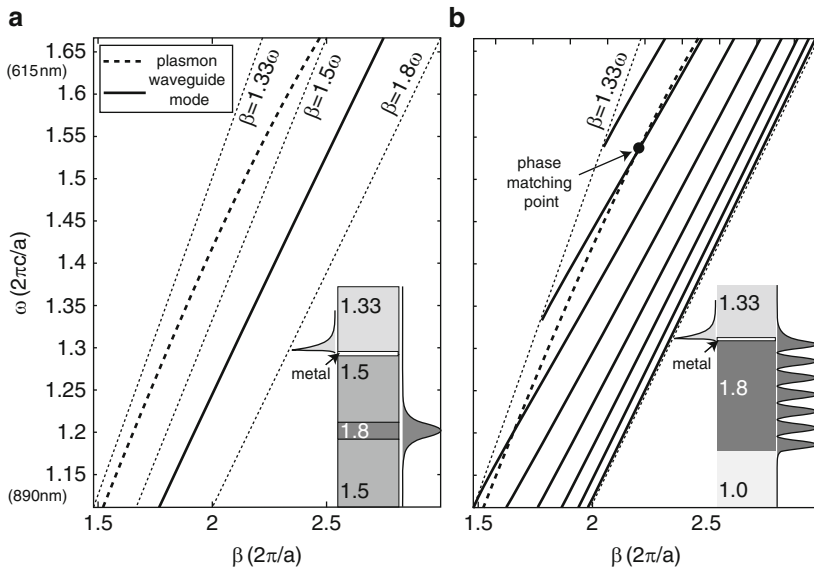 a
b
1.65
(615nm)
1.6
1.55
1.5
1.45
1.4
1.35
1.3
1.25
1.2
1.15
(890nm)
ω (2πc/a)
plasmon
waveguide
mode
β=1.33ω
β=1.5ω
β=1.8ω
1.33
metal
1.5
1.8
1.5
1.5
2
2.5
β (2π/a)
β=1.33ω
phase
matching
point
1.33
metal
1.8
1.0
1.5
2
2.5
β (2π/a)